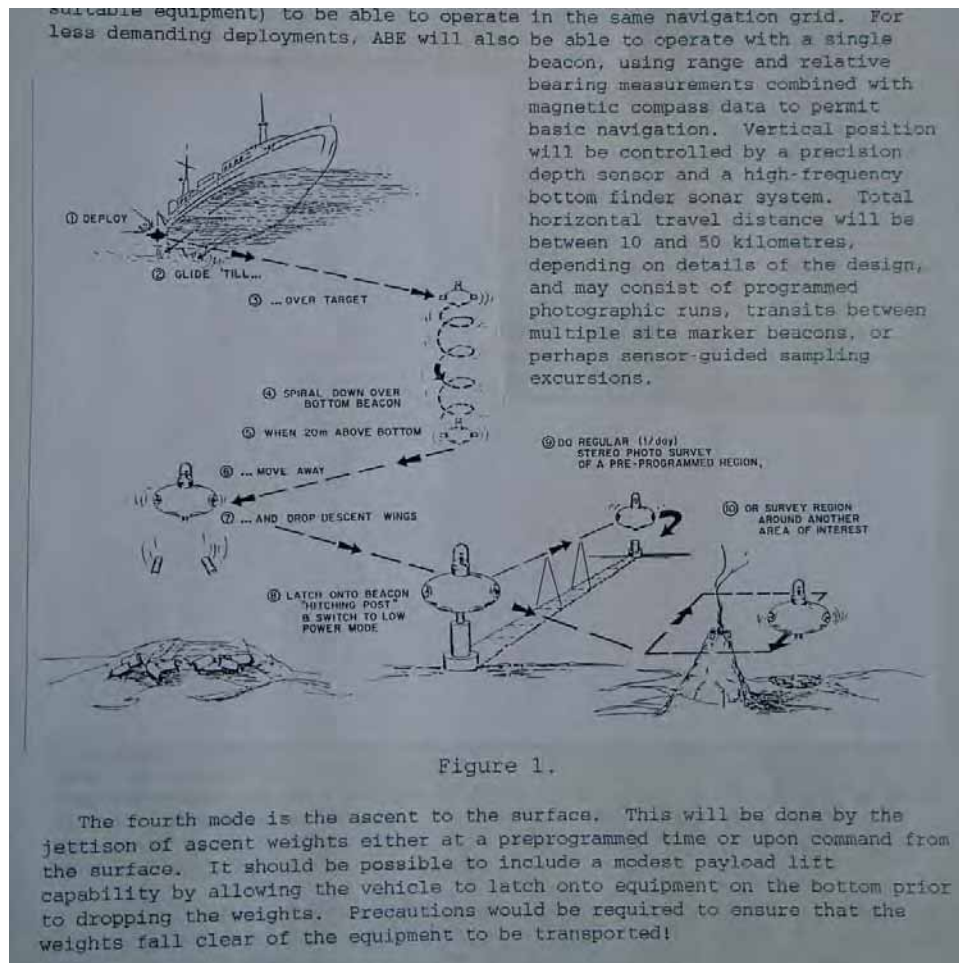 suitable equipment) to be able to operate in the same navigation grid. For
less demanding deployments, ABE will also be able to operate with a single
beacon, using range and relative
bearing measurements combined with
magnetic compass data to permit
basic navigation. Vertical position
will be controlled by a precision
depth sensor and a high-frequency
bottom finder sonar system. Total
horizontal travel distance will be
between 10 and 50 kilometres,
depending on details of the design,
and may consist of programmed
photographic runs, transits between
multiple site marker beacons, or
perhaps sensor-guided sampling
excursions.
① DEPLOY
② GLIDE 'TILL...
③ ...OVER TARGET
④ SPIRAL DOWN OVER
BOTTOM BEACON
⑤ WHEN 20m ABOVE BOTTOM
⑥ ...MOVE AWAY
⑦ ...AND DROP DESCENT WINGS
⑧ LATCH ONTO BEACON
"HITCHING POST"
& SWITCH TO LOW
POWER MODE
⑨ DO REGULAR (1/day)
STEREO PHOTO SURVEY
OF A PRE-PROGRAMMED REGION,
⑩ OR SURVEY REGION
AROUND ANOTHER
AREA OF INTEREST
Figure 1.
The fourth mode is the ascent to the surface. This will be done by the
jettison of ascent weights either at a preprogrammed time or upon command from
the surface. It should be possible to include a modest payload lift
capability by allowing the vehicle to latch onto equipment on the bottom prior
to dropping the weights. Precautions would be required to ensure that the
weights fall clear of the equipment to be transported!